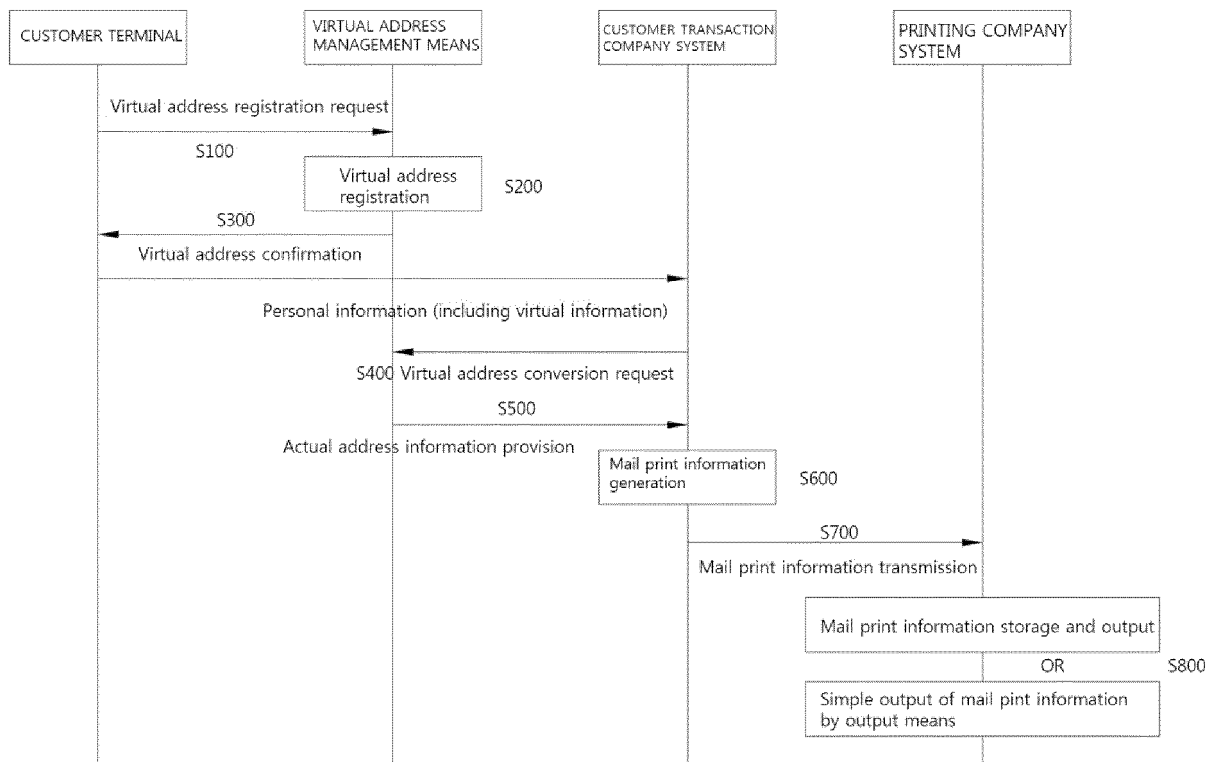 CUSTOMER TERMINAL
VIRTUAL ADDRESS
MANAGEMENT MEANS
CUSTOMER TRANSACTION
COMPANY SYSTEM
PRINTING COMPANY
SYSTEM
Virtual address registration request
S100
Virtual address
registration
S200
S300
Virtual address confirmation
Personal information (including virtual information)
S400 Virtual address conversion request
S500
Actual address information provision
Mail print information
generation
S600
S700
Mail print information transmission
Mail print information storage and output
OR
S800
Simple output of mail pint information
by output means